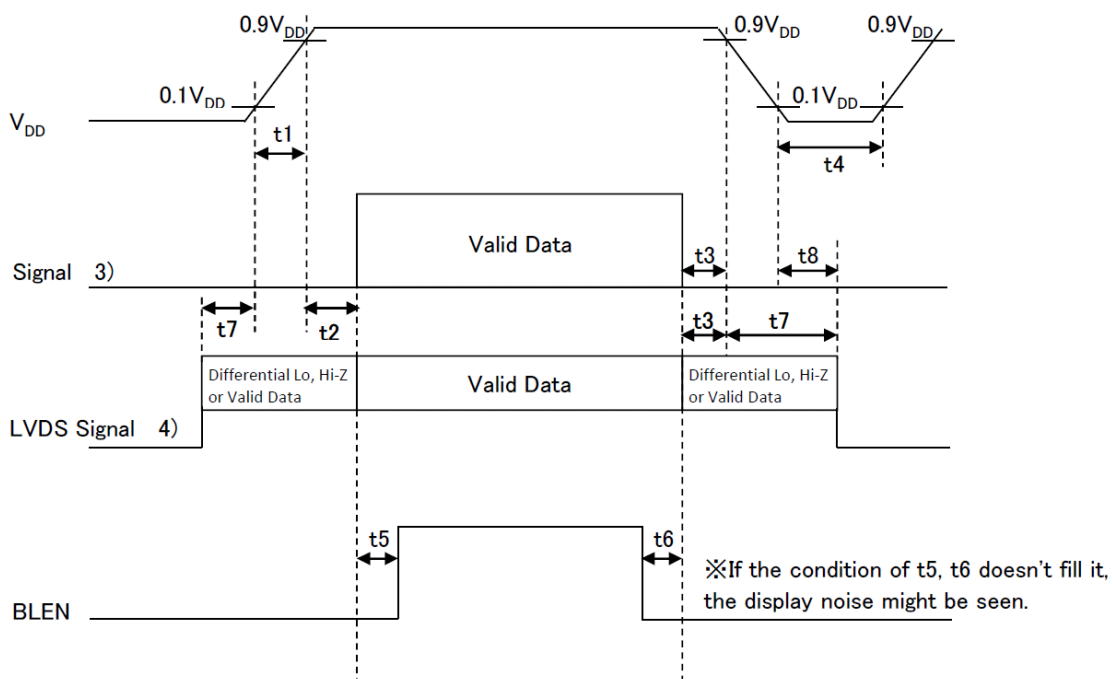 0.9VDD
0.9VDD
0.9VDD
0.1VDD
0.1VDD
VDD
t1
t4
Valid Data
t3
t8
Signal 3)
t7
t2
t3
t7
Differential Lo, Hi-Z
or Valid Data
Valid Data
Differential Lo, Hi-Z
or Valid Data
LVDS Signal 4)
t5
t6
※If the condition of t5, t6 doesn't fill it,
the display noise might be seen.
BLEN